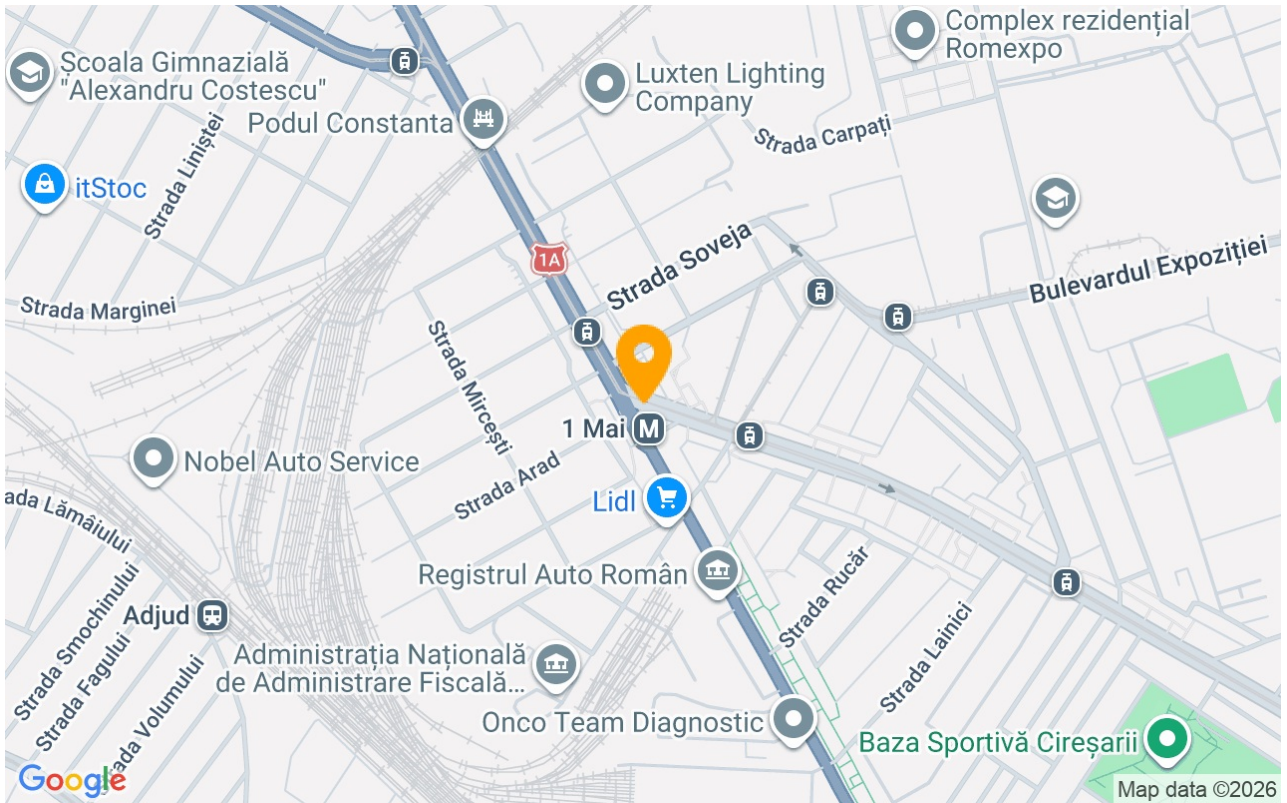 Complex rezidențial
Romexpo
Școala Gimnazială
"Alexandru Costescu"
Luxten Lighting
Company
Podul Constanta
Strada Carpați
Strada Liniștei
itStoc
1A
Strada Soveja
Bulevardul Expoziției
Strada Marginei
Strada Mircești
1 Mai M
Nobel Auto Service
Strada Arad
Lidl
ada Lămâiului
Registrul Auto Român
Strada Rucăr
Adjud
Strada Smochinului
Strada Fagului
Strada Lainici
Administrația Națională
de Administrare Fiscală...
ada Volumului
Onco Team Diagnostic
Baza Sportivă Cireșarii
Google
Map data ©2026